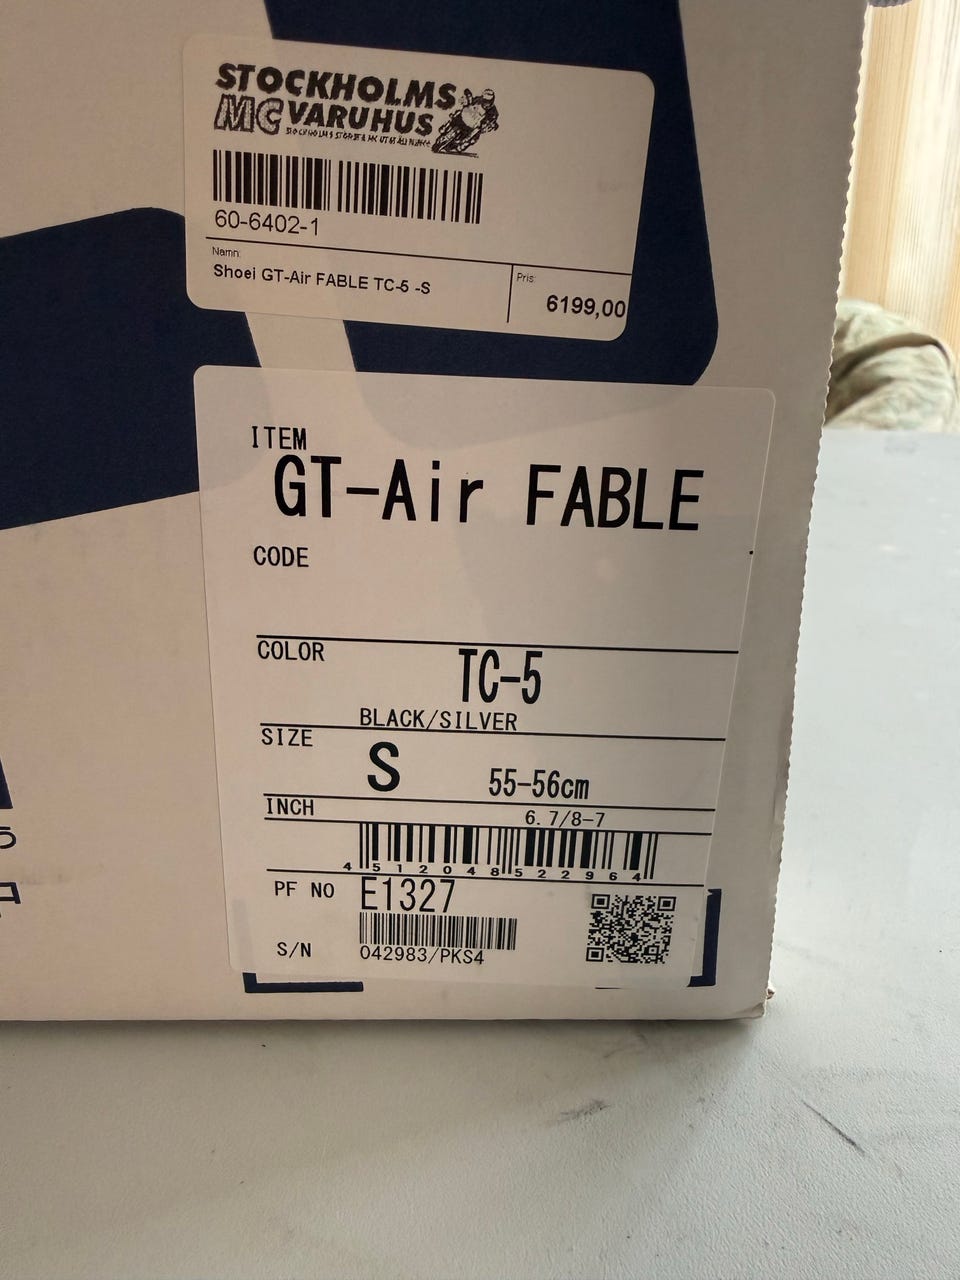 STOCKHOLMS
MC VARUHUS
60-6402-1
Namn:
Shoei GT-Air FABLE TC-5 -S
Pris:
6199,00
ITEM
GT-Air FABLE
CODE
COLOR
TC-5
BLACK/SILVER
SIZE
S 55-56cm
INCH
6.7/8-7
4512048522964
PF NO
E1327
S/N
042983/PKS4
5